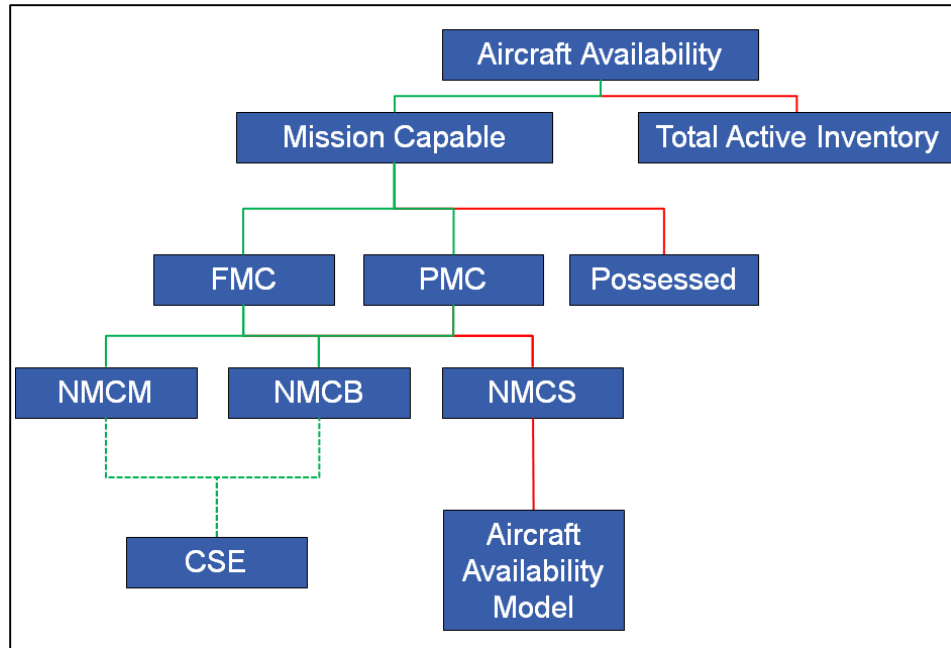 Aircraft Availability
Mission Capable
Total Active Inventory
FMC
PMC
Possessed
NMCM
NMCB
NMCS
CSE
Aircraft
Availability
Model